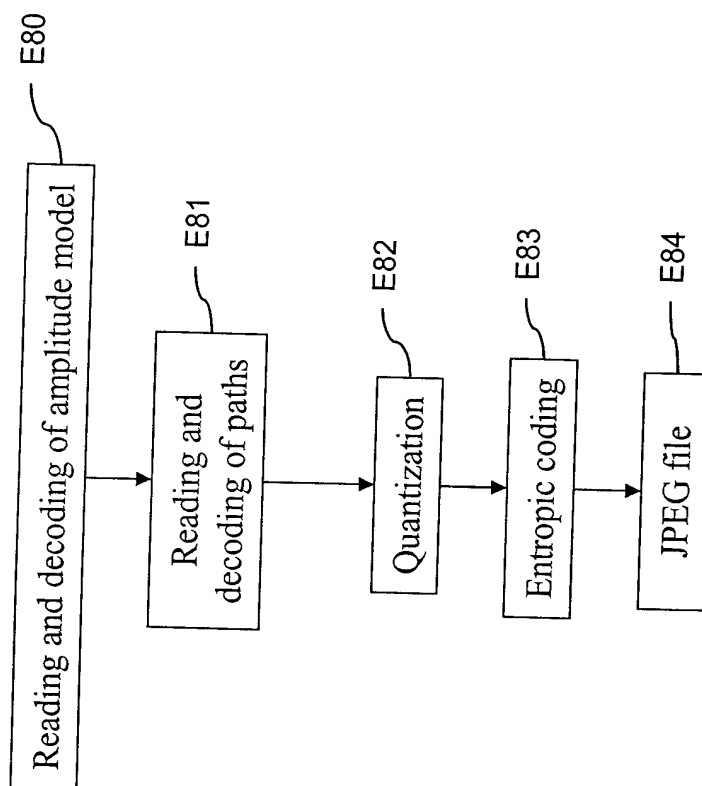 Reading and decoding of amplitude model
E80
Reading and
decoding of paths
E81
Quantization
E82
Entropic coding
E83
JPEG file
E84